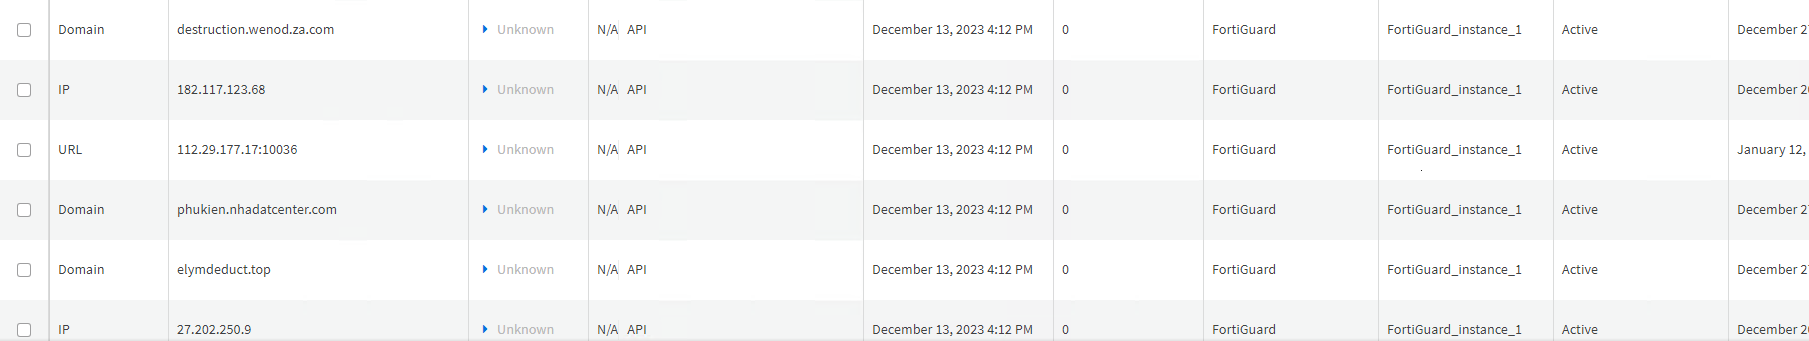 Domain destruction.wenod.za.com Unknown N/A API December 13, 2023 4:12 PM 0 FortiGuard FortiGuard_instance_1 Active December
IP 182.117.123.68 Unknown N/A API December 13, 2023 4:12 PM 0 FortiGuard FortiGuard_instance_1 Active December
URL 112.29.177.17:10036 Unknown N/A API December 13, 2023 4:12 PM 0 FortiGuard FortiGuard_instance_1 Active January 12,
Domain phukien.nhadatcenter.com Unknown N/A API December 13, 2023 4:12 PM 0 FortiGuard FortiGuard_instance_1 Active December
Domain elymdeduct.top Unknown N/A API December 13, 2023 4:12 PM 0 FortiGuard FortiGuard_instance_1 Active December
IP 27.202.250.9 Unknown N/A API December 13, 2023 4:12 PM 0 FortiGuard FortiGuard_instance_1 Active December